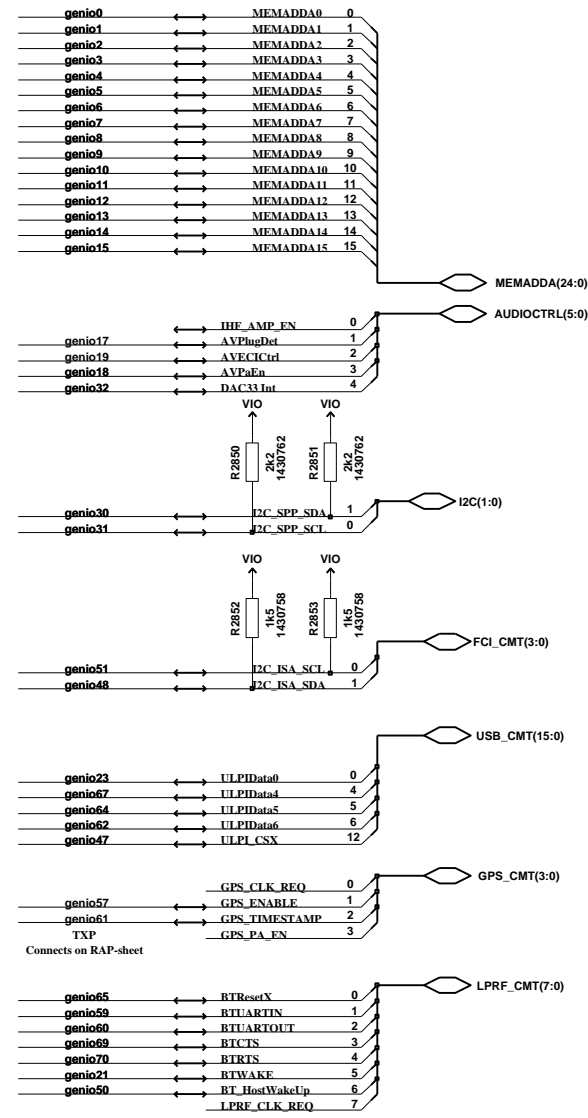 genio0 MEMADDA0 0
genio1 MEMADDA1 1
genio2 MEMADDA2 2
genio3 MEMADDA3 3
genio4 MEMADDA4 4
genio5 MEMADDA5 5
genio6 MEMADDA6 6
genio7 MEMADDA7 7
genio8 MEMADDA8 8
genio9 MEMADDA9 9
genio10 MEMADDA10 10
genio11 MEMADDA11 11
genio12 MEMADDA12 12
genio13 MEMADDA13 13
genio14 MEMADDA14 14
genio15 MEMADDA15 15
MEMADDA(24:0)
AUDIOCTRL(5:0)
IHF_AMP_EN 0
genio17 AVPlugDet 1
genio19 AVECICtrl 2
genio18 AVPaEn 3
genio32 DAC33 Int 4
VIO VIO
R2850 2k2 1430762 R2851 2k2 1430762
I2C(1:0)
genio30 I2C_SPP_SDA 1
genio31 I2C_SPP_SCL 0
VIO VIO
R2852 1k5 1430758 R2853 1k5 1430758
FCI_CMT(3:0)
genio51 I2C_ISA_SCL 0
genio48 I2C_ISA_SDA 1
USB_CMT(15:0)
genio23 ULPIData0 0
genio67 ULPIData4 4
genio64 ULPIData5 5
genio62 ULPIData6 6
genio47 ULPI_CSX 12
GPS_CMT(3:0)
GPS_CLK_REQ 0
genio57 GPS_ENABLE 1
genio61 GPS_TIMESTAMP 2
TXP GPS_PA_EN 3
Connects on RAP-sheet
LPRF_CMT(7:0)
genio65 BTResetX 0
genio59 BTUARTIN 1
genio60 BTUARTOUT 2
genio69 BTCTS 3
genio70 BTRTS 4
genio21 BTWAKE 5
genio50 BT_HostWakeUp 6
LPRF_CLK_REQ 7